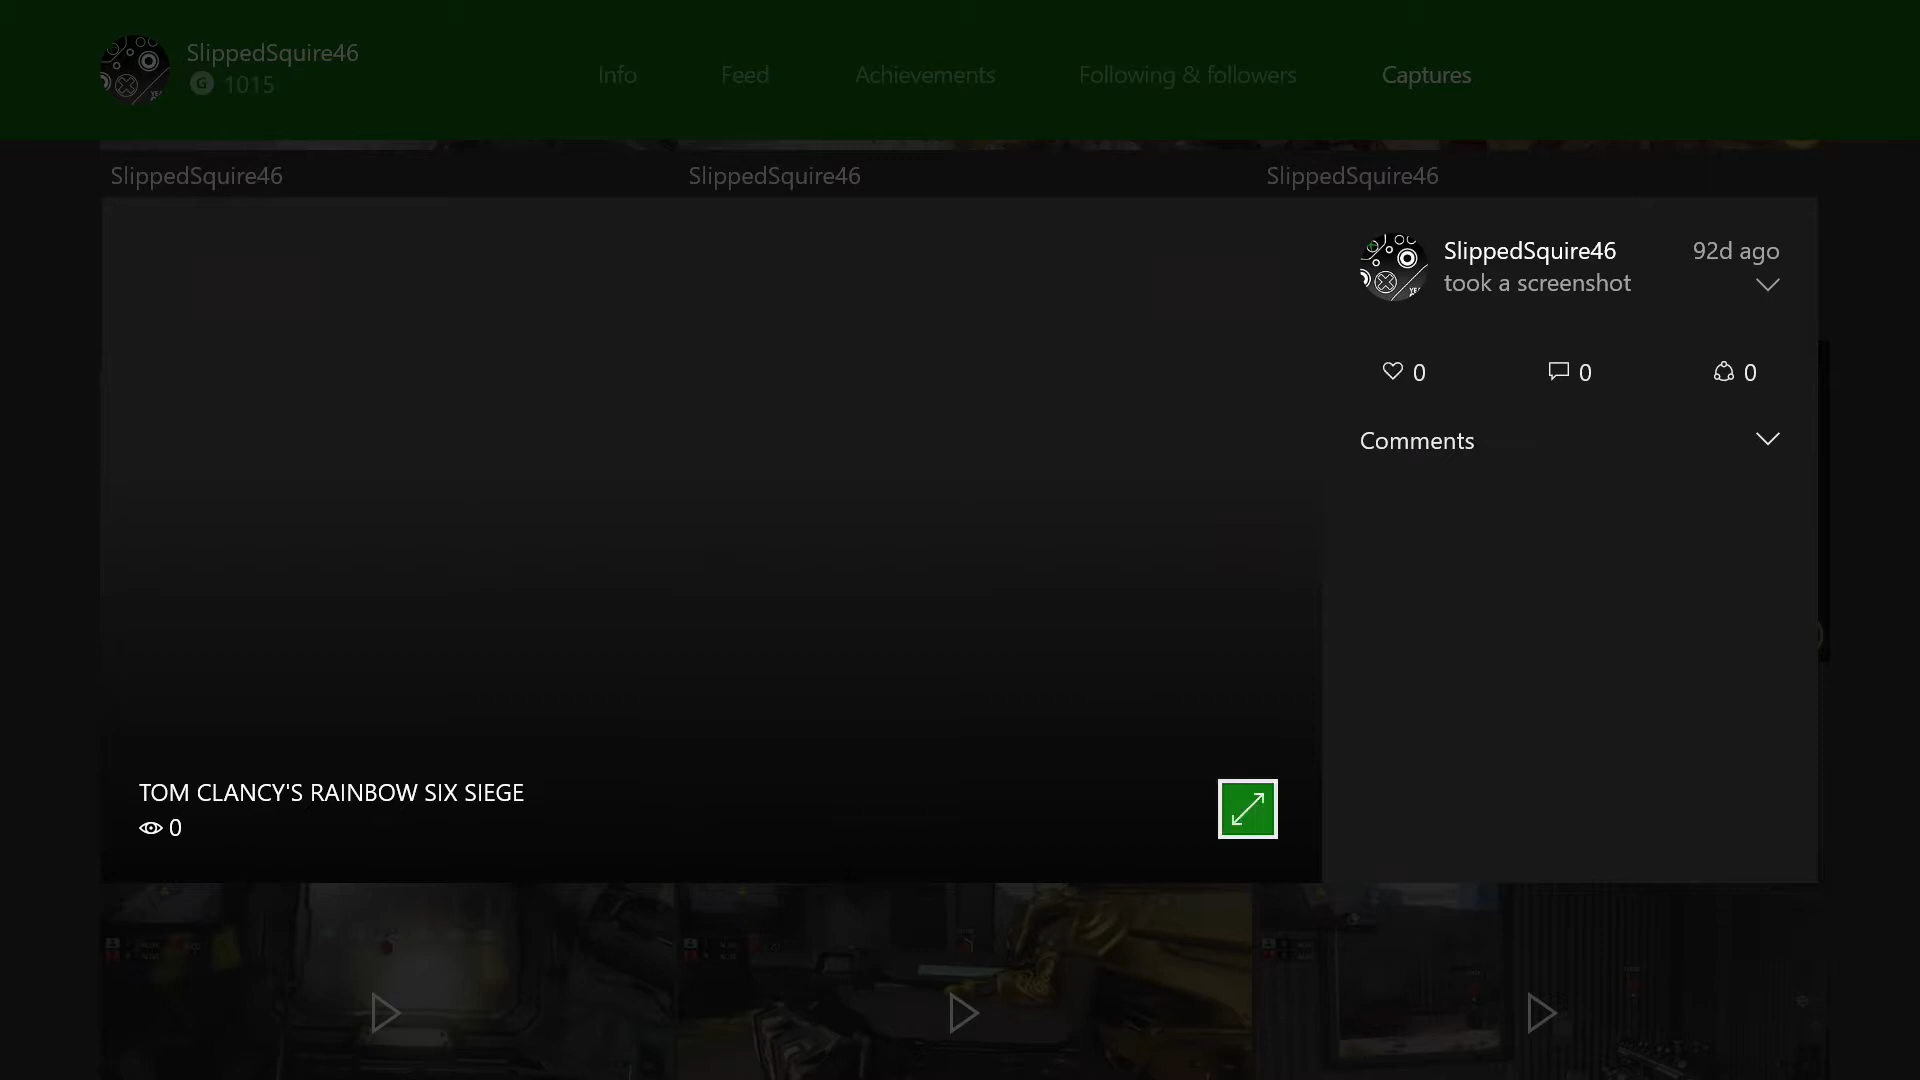 SlippedSquire46
G 1015
Info
Feed
Achievements
Following & followers
Captures
SlippedSquire46
SlippedSquire46
SlippedSquire46
SlippedSquire46
92d ago
took a screenshot
0
0
0
Comments
TOM CLANCY'S RAINBOW SIX SIEGE
0